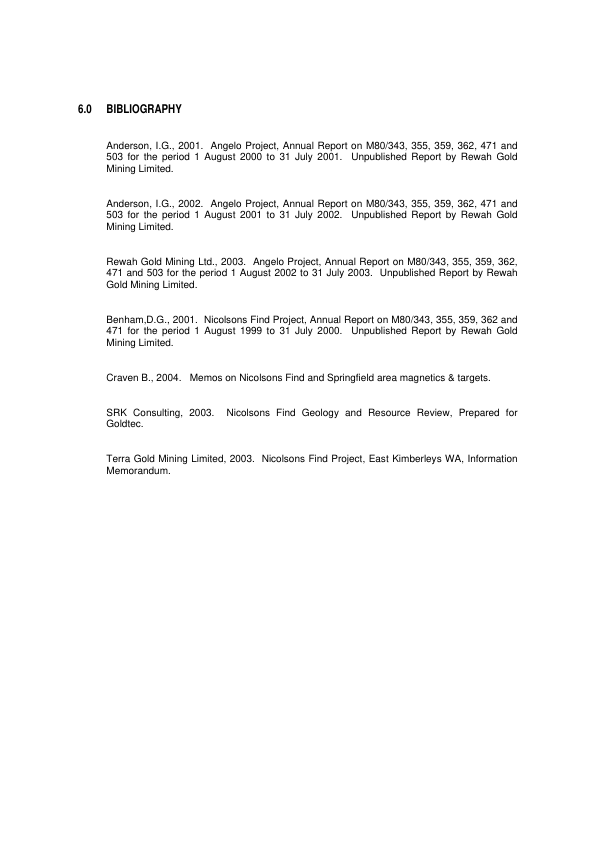 6.0 BIBLIOGRAPHY
Anderson, I.G., 2001. Angelo Project, Annual Report on M80/343, 355, 359, 362, 471 and
503 for the period 1 August 2000 to 31 July 2001. Unpublished Report by Rewah Gold
Mining Limited.
Anderson, I.G., 2002. Angelo Project, Annual Report on M80/343, 355, 359, 362, 471 and
503 for the period 1 August 2001 to 31 July 2002. Unpublished Report by Rewah Gold
Mining Limited.
Rewah Gold Mining Ltd., 2003. Angelo Project, Annual Report on M80/343, 355, 359, 362,
471 and 503 for the period 1 August 2002 to 31 July 2003. Unpublished Report by Rewah
Gold Mining Limited.
Benham,D.G., 2001. Nicolsons Find Project, Annual Report on M80/343, 355, 359, 362 and
471 for the period 1 August 1999 to 31 July 2000. Unpublished Report by Rewah Gold
Mining Limited.
Craven B., 2004. Memos on Nicolsons Find and Springfield area magnetics & targets.
SRK Consulting, 2003. Nicolsons Find Geology and Resource Review, Prepared for
Goldtec.
Terra Gold Mining Limited, 2003. Nicolsons Find Project, East Kimberleys WA, Information
Memorandum.